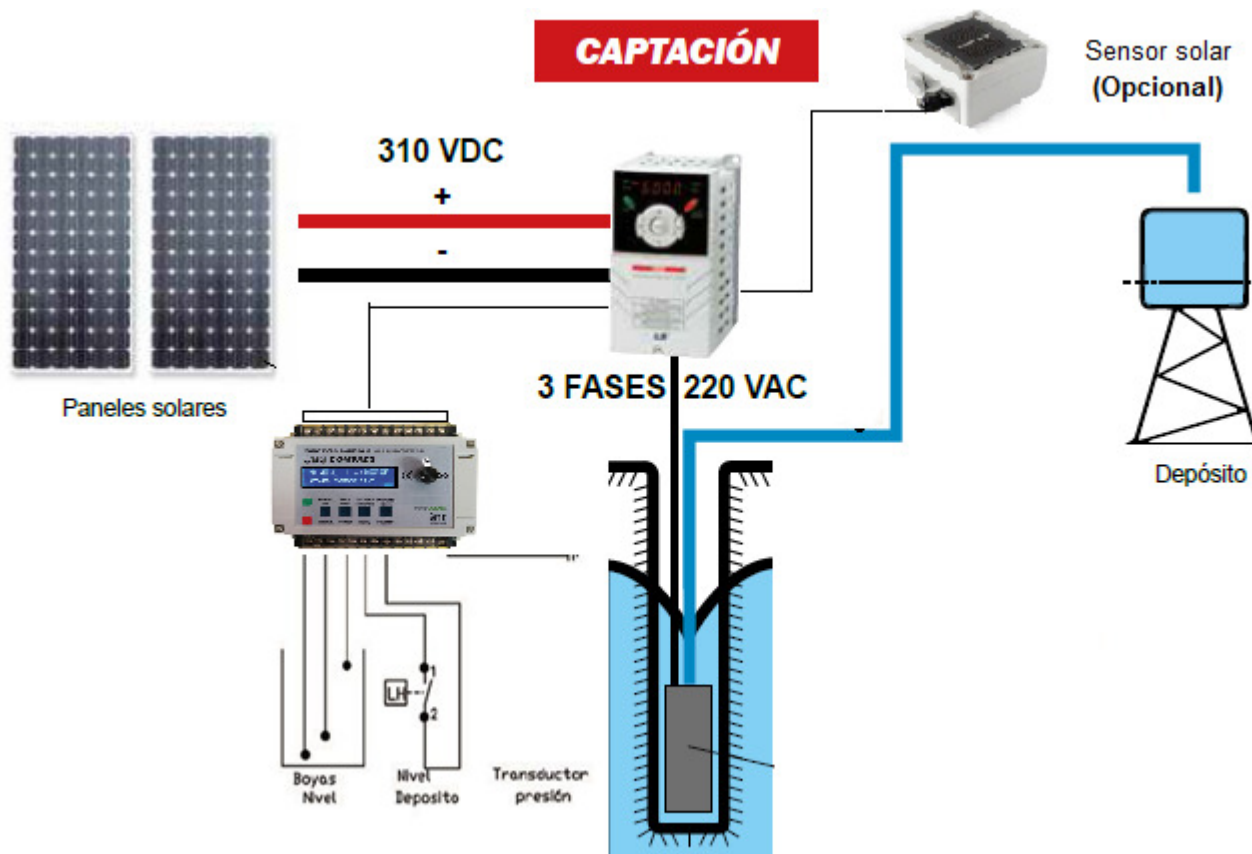 CAPTACIÓN
Sensor solar
(Opcional)
310 VDC
+
-
3 FASES 220 VAC
Paneles solares
Depósito
1
LH
2
Boyas
Nivel
Nivel
Deposito
Transductor
presión